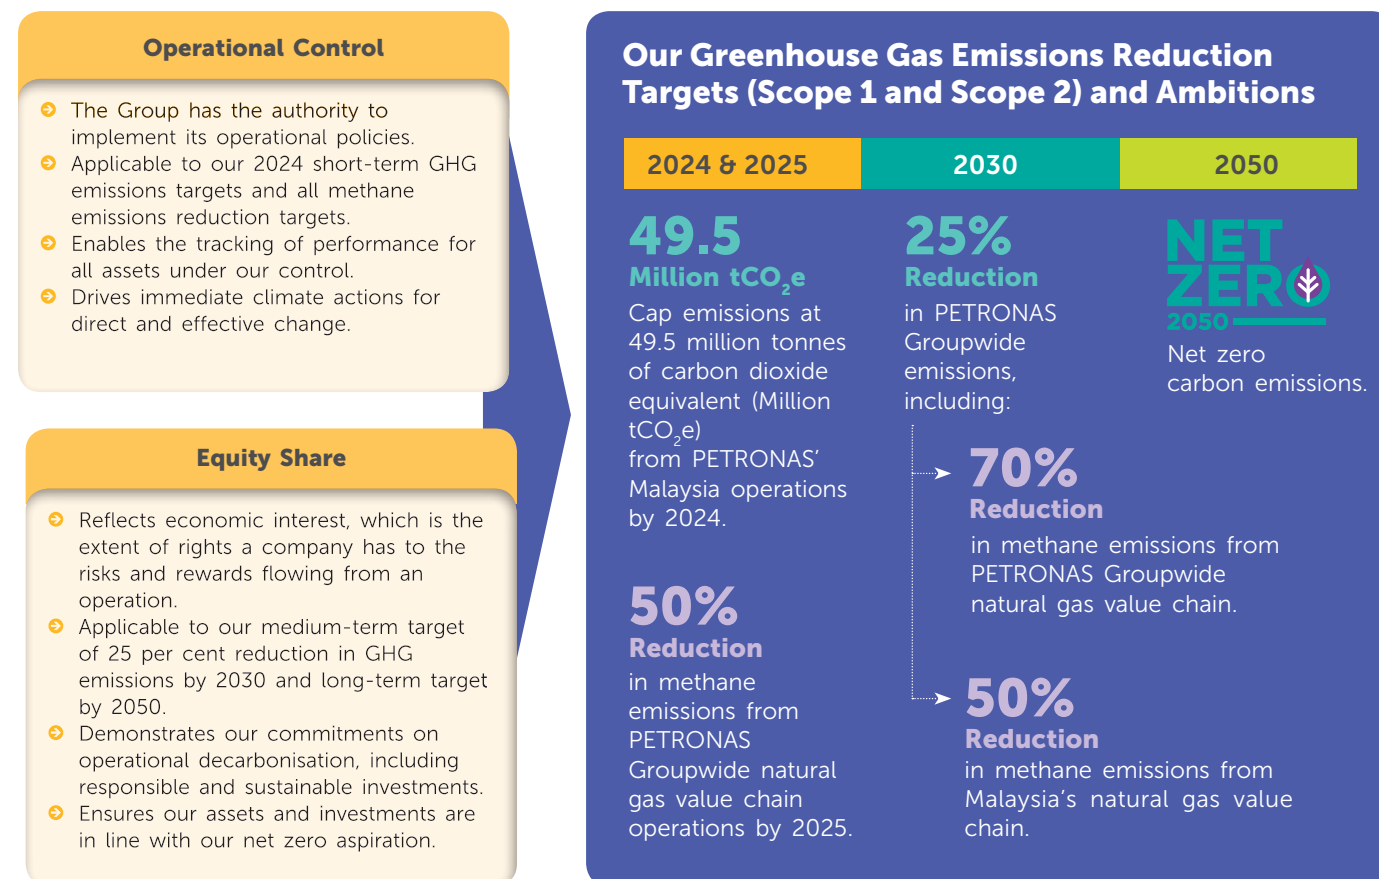 Operational Control
The Group has the authority to
implement its operational policies.
Applicable to our 2024 short-term GHG
emissions targets and all methane
emissions reduction targets.
Enables the tracking of performance for
all assets under our control.
Drives immediate climate actions for
direct and effective change.
Equity Share
Reflects economic interest, which is the
extent of rights a company has to the
risks and rewards flowing from an
operation.
Applicable to our medium-term target
of 25 per cent reduction in GHG
emissions by 2030 and long-term target
by 2050.
Demonstrates our commitments on
operational decarbonisation, including
responsible and sustainable investments.
Ensures our assets and investments are
in line with our net zero aspiration.
Our Greenhouse Gas Emissions Reduction
Targets (Scope 1 and Scope 2) and Ambitions
2024 & 2025
2030
2050
49.5
Million tCO₂e
Cap emissions at
49.5 million tonnes
of carbon dioxide
equivalent (Million
tCO₂e)
from PETRONAS’
Malaysia operations
by 2024.
50%
Reduction
in methane
emissions from
PETRONAS
Groupwide natural
gas value chain
operations by 2025.
25%
Reduction
in PETRONAS
Groupwide
emissions,
including:
70%
Reduction
in methane emissions from
PETRONAS Groupwide
natural gas value chain.
50%
Reduction
in methane emissions from
Malaysia’s natural gas value
chain.
NET
ZERO
2050
Net zero
carbon emissions.